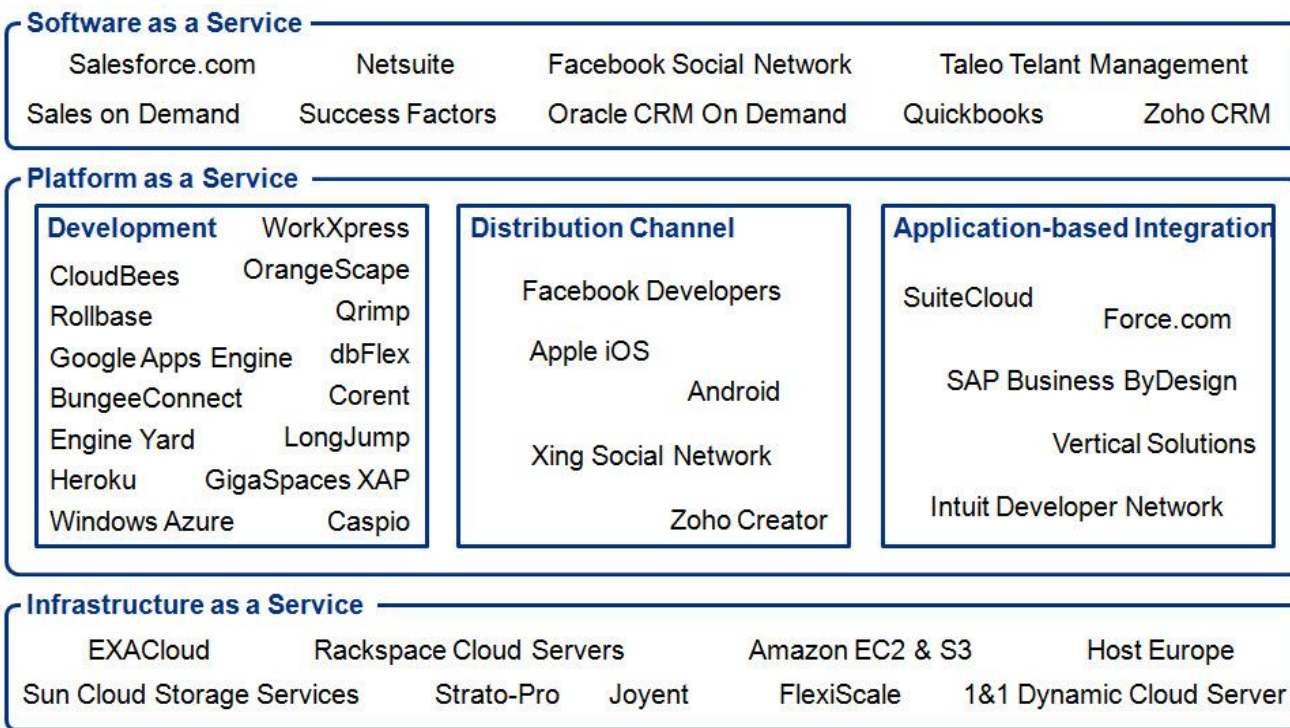 Software as a Service
Salesforce.com Netsuite Facebook Social Network Taleo Telant Management
Sales on Demand Success Factors Oracle CRM On Demand Quickbooks Zoho CRM
Platform as a Service
Development WorkXpress
CloudBees OrangeScape
Rollbase Qrimp
Google Apps Engine dbFlex
BungeeConnect Corent
Engine Yard LongJump
Heroku GigaSpaces XAP
Windows Azure Caspio
Distribution Channel
Facebook Developers
Apple iOS
Android
Xing Social Network
Zoho Creator
Application-based Integration
SuiteCloud
Force.com
SAP Business ByDesign
Vertical Solutions
Intuit Developer Network
Infrastructure as a Service
EXACloud Rackspace Cloud Servers Amazon EC2 & S3 Host Europe
Sun Cloud Storage Services Strato-Pro Joyent FlexiScale 1&1 Dynamic Cloud Server